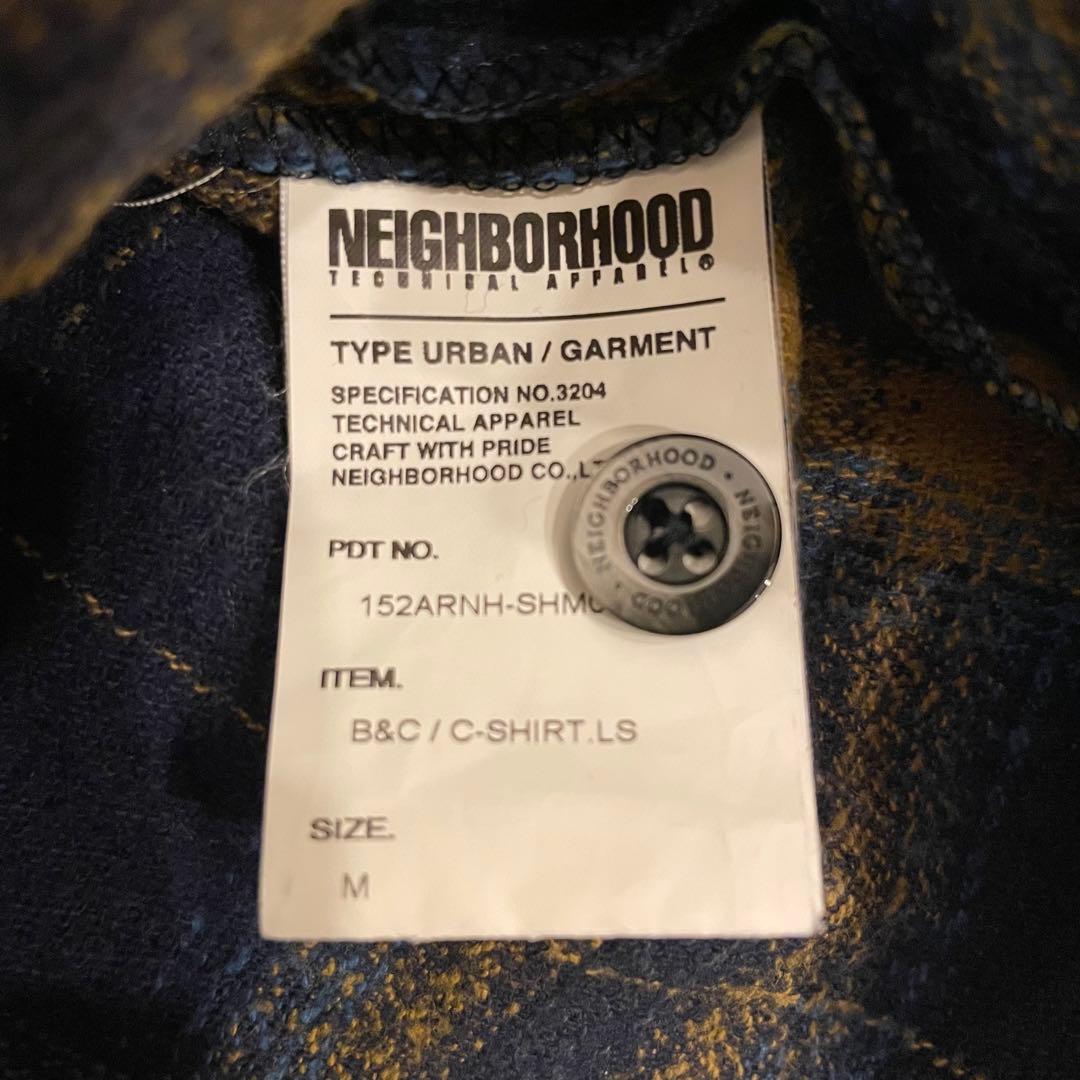 NEIGHBORHOOD
TECHNICAL APPAREL®
TYPE URBAN / GARMENT
SPECIFICATION NO.3204
TECHNICAL APPAREL
CRAFT WITH PRIDE
NEIGHBORHOOD CO.,L
NEIGHBORHOOD • NEIGHBORHOOD •
PDT NO.
152ARNH-SHM
ITEM.
B&C / C-SHIRT.LS
SIZE.
M